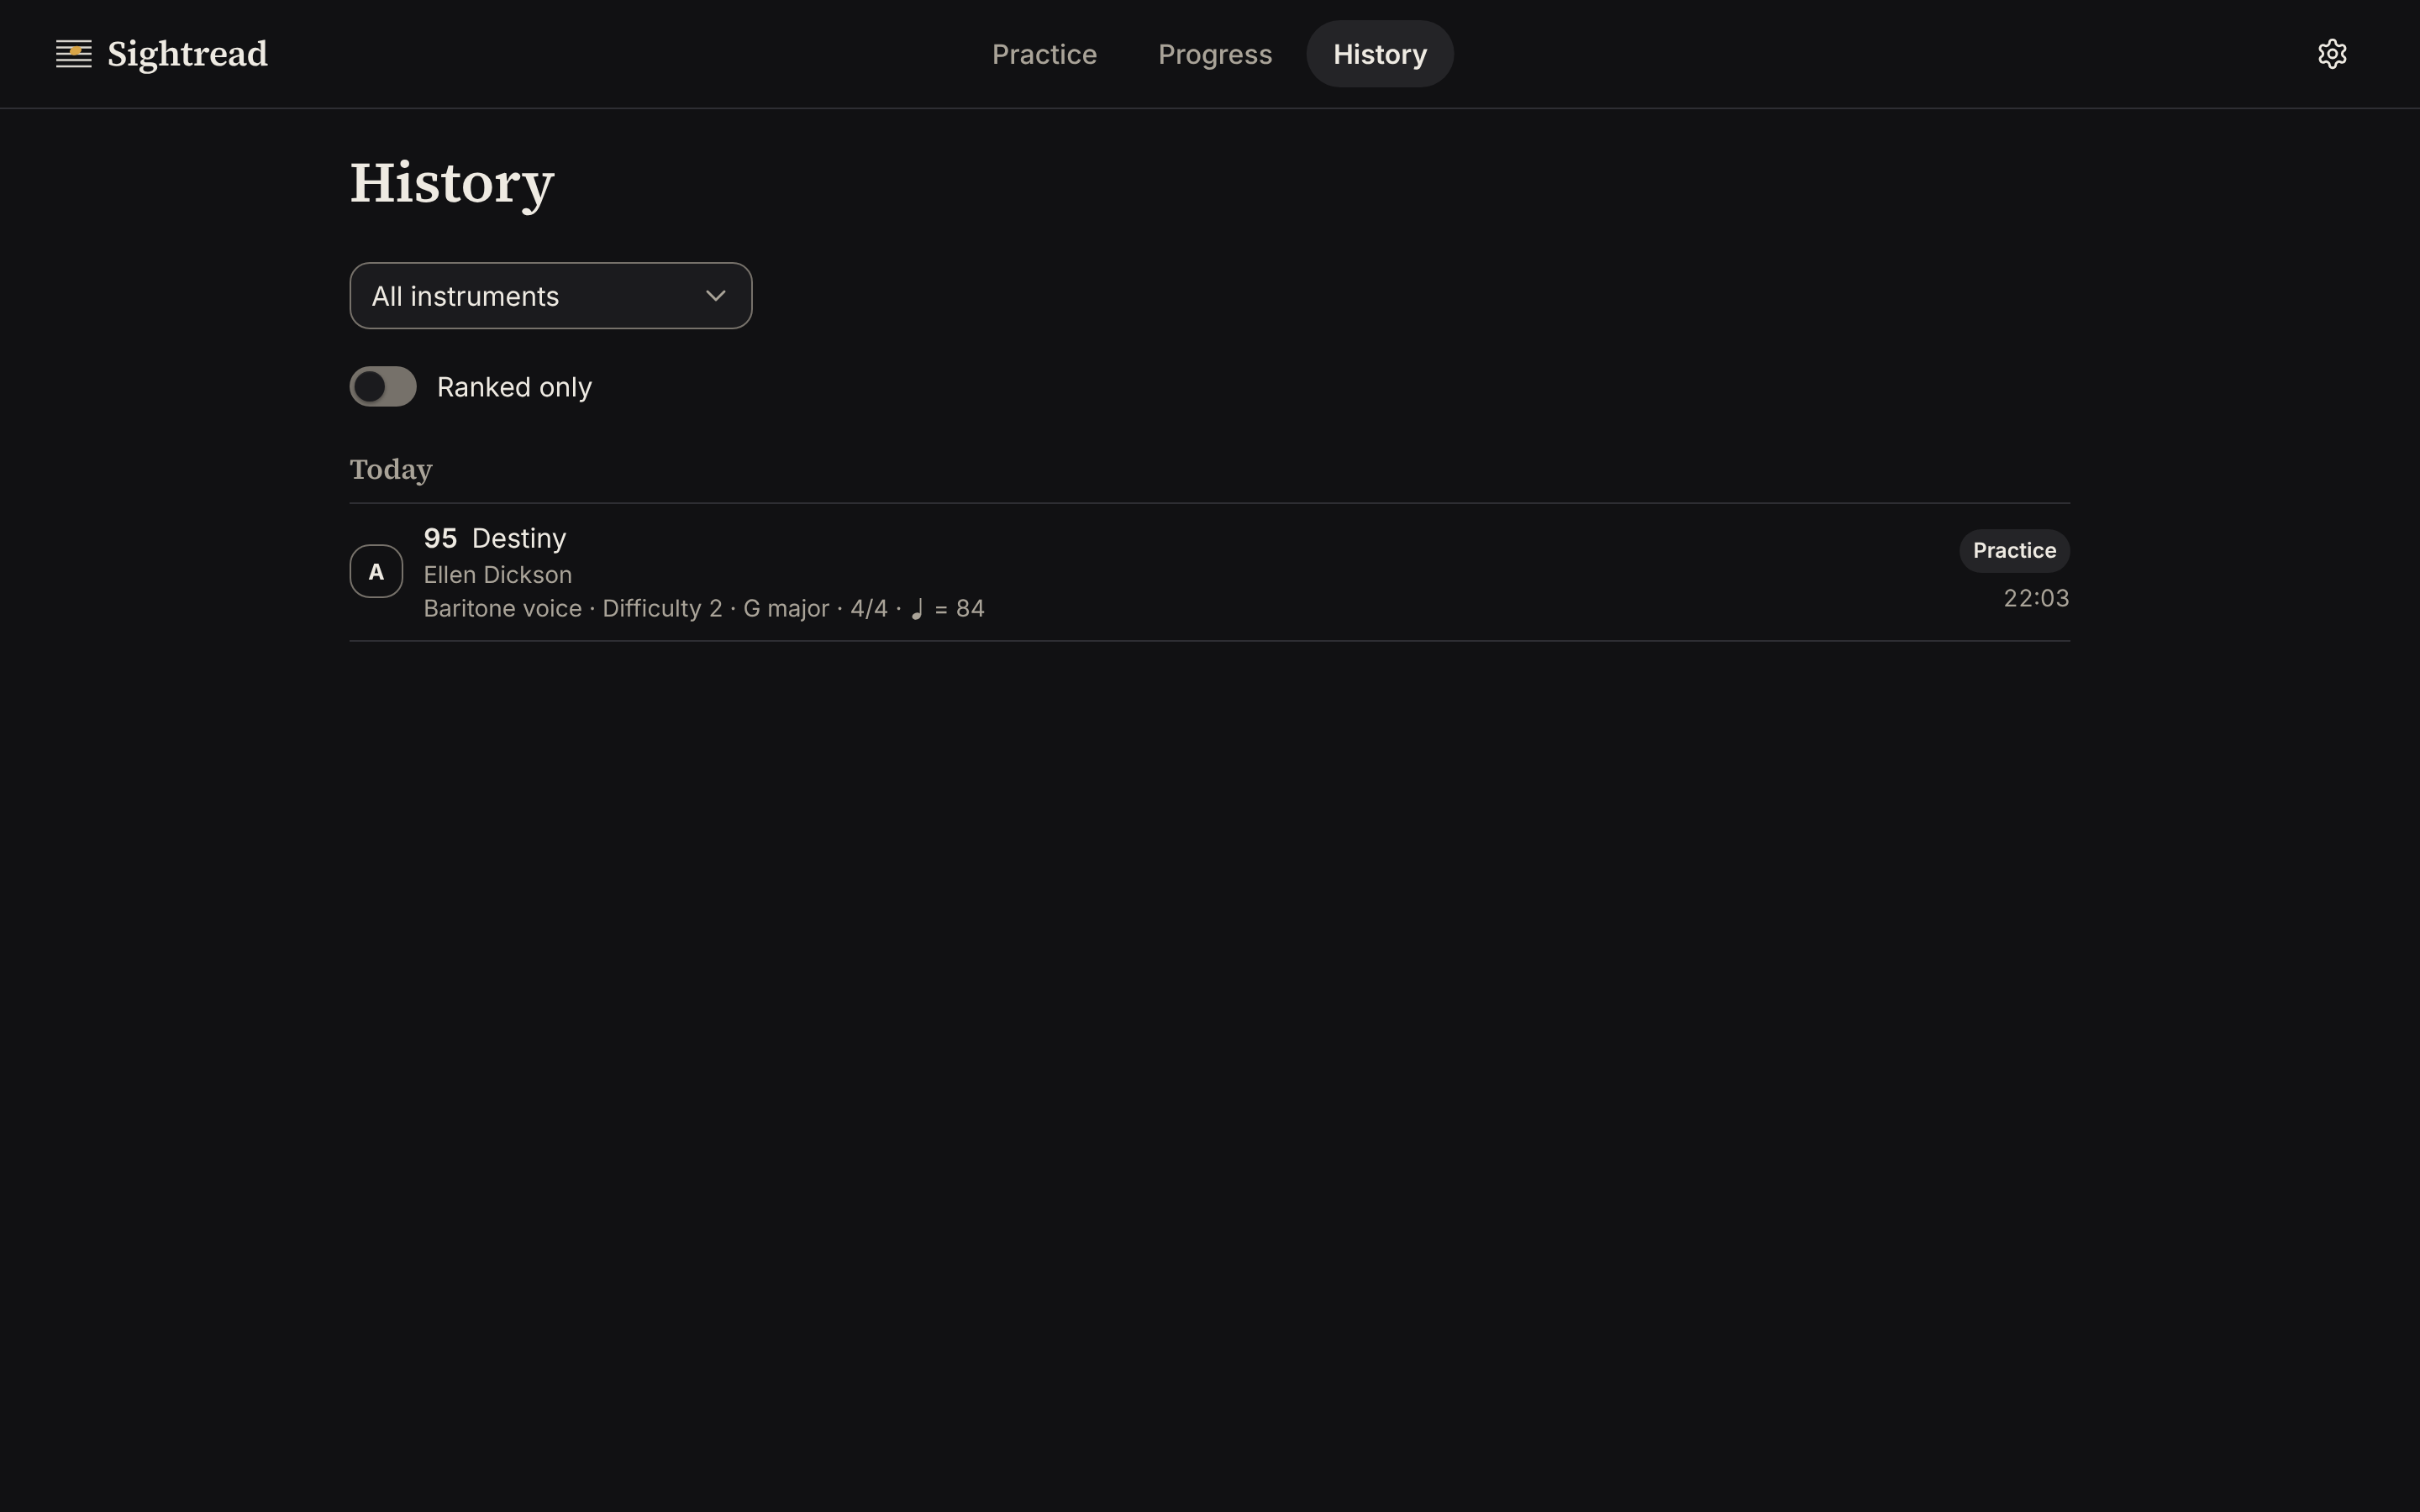 Sightread
Practice Progress History
History
All instruments
Ranked only
Today
A
95 Destiny
Ellen Dickson
Baritone voice · Difficulty 2 · G major · 4/4 · ♩ = 84
Practice
22:03